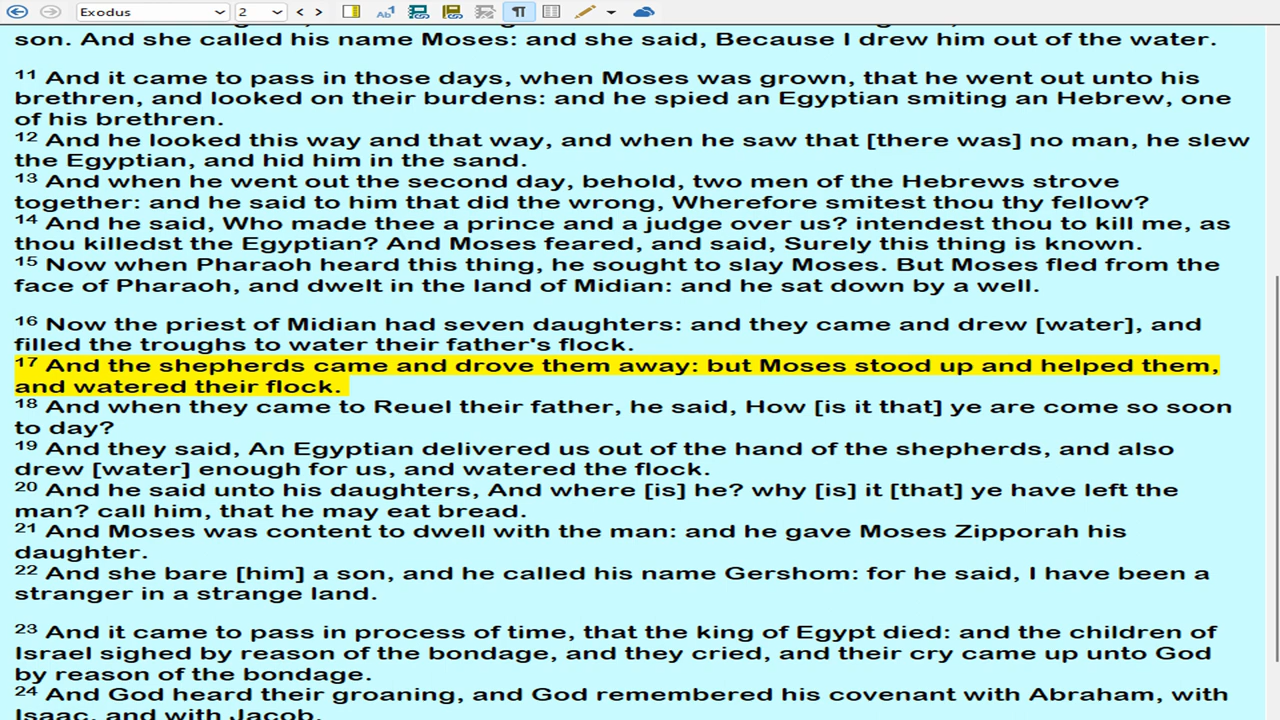 Exodus 2
son. And she called his name Moses: and she said, Because I drew him out of the water.
11 And it came to pass in those days, when Moses was grown, that he went out unto his
brethren, and looked on their burdens: and he spied an Egyptian smiting an Hebrew, one
of his brethren.
12 And he looked this way and that way, and when he saw that [there was] no man, he slew
the Egyptian, and hid him in the sand.
13 And when he went out the second day, behold, two men of the Hebrews strove
together: and he said to him that did the wrong, Wherefore smitest thou thy fellow?
14 And he said, Who made thee a prince and a judge over us? intendest thou to kill me, as
thou killedst the Egyptian? And Moses feared, and said, Surely this thing is known.
15 Now when Pharaoh heard this thing, he sought to slay Moses. But Moses fled from the
face of Pharaoh, and dwelt in the land of Midian: and he sat down by a well.
16 Now the priest of Midian had seven daughters: and they came and drew [water], and
filled the troughs to water their father's flock.
17 And the shepherds came and drove them away: but Moses stood up and helped them,
and watered their flock.
18 And when they came to Reuel their father, he said, How [is it that] ye are come so soon
to day?
19 And they said, An Egyptian delivered us out of the hand of the shepherds, and also
drew [water] enough for us, and watered the flock.
20 And he said unto his daughters, And where [is] he? why [is] it [that] ye have left the
man? call him, that he may eat bread.
21 And Moses was content to dwell with the man: and he gave Moses Zipporah his
daughter.
22 And she bare [him] a son, and he called his name Gershom: for he said, I have been a
stranger in a strange land.
23 And it came to pass in process of time, that the king of Egypt died: and the children of
Israel sighed by reason of the bondage, and they cried, and their cry came up unto God
by reason of the bondage.
24 And God heard their groaning, and God remembered his covenant with Abraham, with
Isaac, and with Jacob.